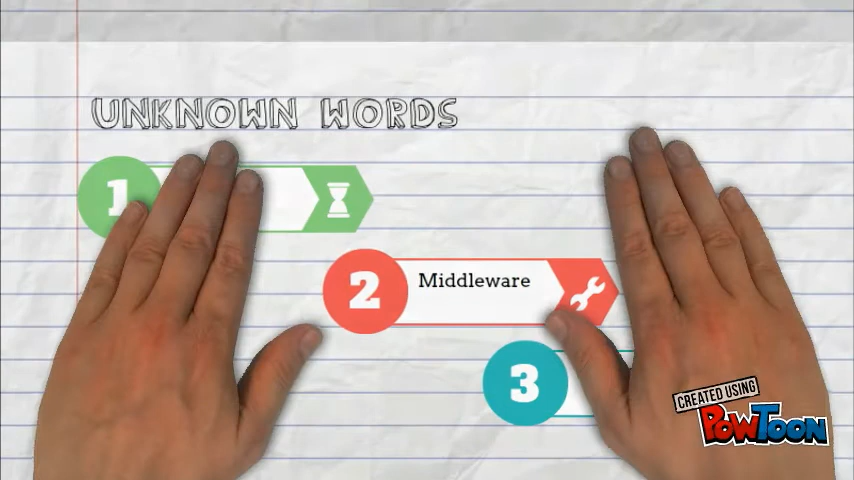 UNKNOWN WORDS
1
2
Middleware
3
CREATED USING
POWTOON